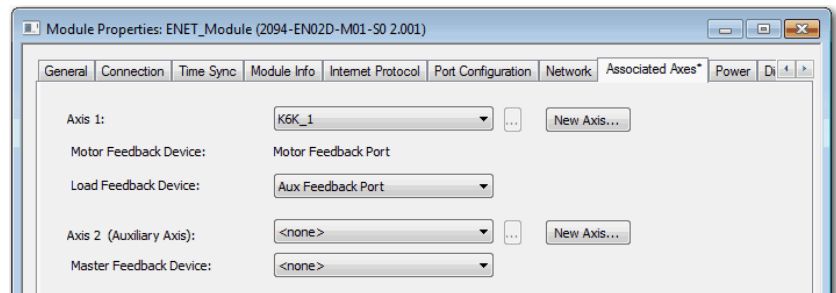 Module Properties: ENET_Module (2094-EN02D-M01-S0 2.001)
General Connection Time Sync Module Info Internet Protocol Port Configuration Network Associated Axes* Power Di
Axis 1: K6K_1 ... New Axis...
Motor Feedback Device: Motor Feedback Port
Load Feedback Device: Aux Feedback Port
Axis 2 (Auxiliary Axis): <none> ... New Axis...
Master Feedback Device: <none>